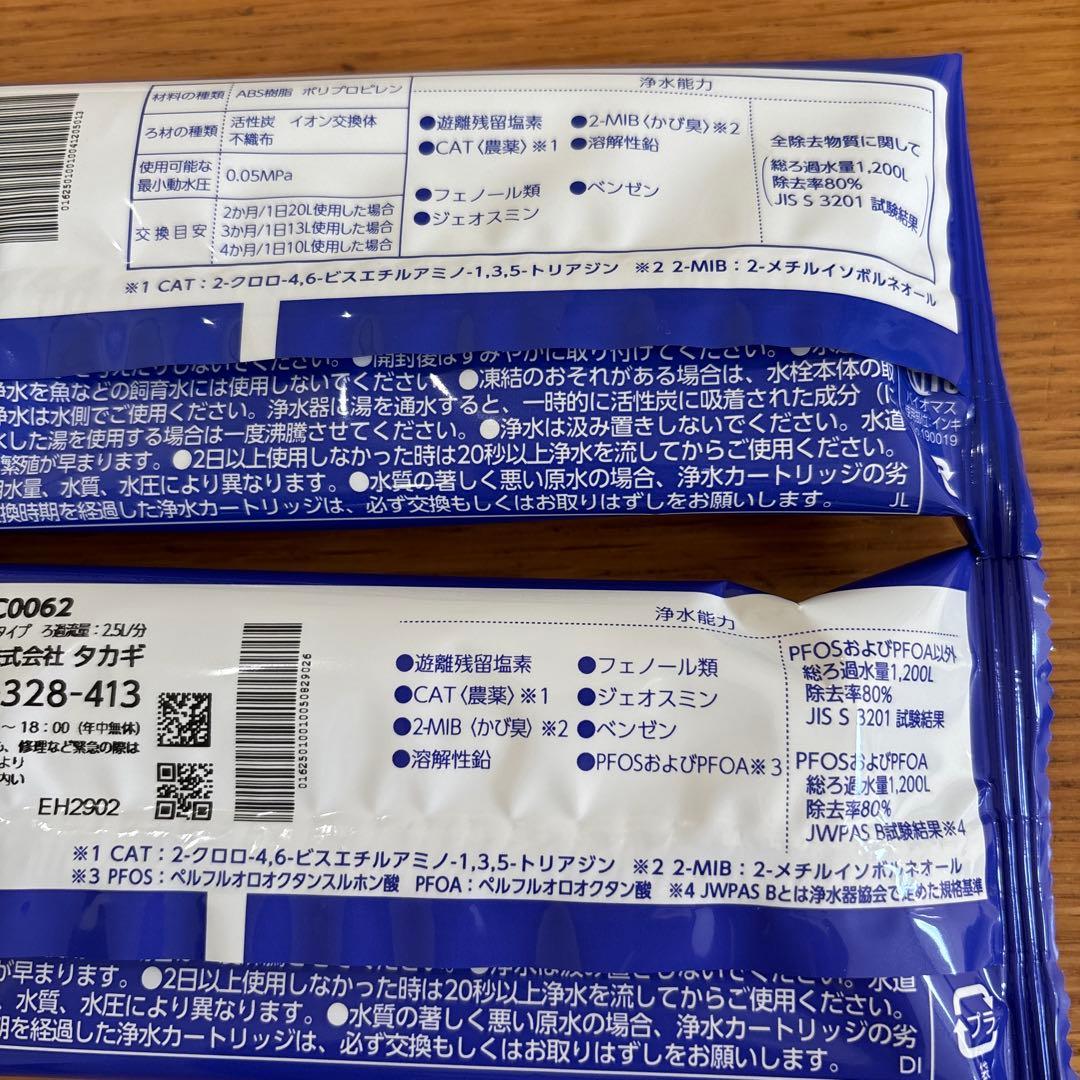 浄水能力
材料の種類 ABS樹脂 ポリプロピレン
ろ材の種類 活性炭 イオン交換体
不織布
使用可能な
最小動水圧 0.05MPa
交換目安 2か月/1日20L使用した場合
3か月/1日13L使用した場合
4か月/1日10L使用した場合
●遊離残留塩素 ●2-MIB〈かび臭〉※2
●CAT〈農薬〉※1 ●溶解性鉛
●フェノール類 ●ベンゼン
●ジェオスミン
全除去物質に関して
総ろ過水量1,200L
除去率80%
JIS S 3201 試験結果
01625010010041205013
※1 CAT：2-クロロ-4,6-ビスエチルアミノ-1,3,5-トリアジン ※2 2-MIB：2-メチルイソボルネオール
●開封後はすみやかに取り付けてください。
浄水を魚などの飼育水には使用しないでください。●凍結のおそれがある場合は、水栓本体の取
浄水は水側でご使用ください。浄水器に湯を通水すると、一時的に活性炭に吸着された成分
した湯を使用する場合は一度沸騰させてください。●浄水は汲み置きしないでください。水道
繁殖が早まります。●2日以上使用しなかった時は20秒以上浄水を流してからご使用ください。
水量、水質、水圧により異なります。●水質の著しく悪い原水の場合、浄水カートリッジの劣
換時期を経過した浄水カートリッジは、必ず交換もしくはお取りはずしをお願いします。 JL
バイオマス
インキ
190019
C0062
タイプ ろ過流量：2.5L/分
式会社 タカギ
-328-413
～18：00（年中無休）
、修理など緊急の際は
より
EH2902
0162501001005082902​6
浄水能力
●遊離残留塩素 ●フェノール類
●CAT〈農薬〉※1 ●ジェオスミン
●2-MIB〈かび臭〉※2 ●ベンゼン
●溶解性鉛 ●PFOSおよびPFOA※3
PFOSおよびPFOA以外
総ろ過水量1,200L
除去率80%
JIS S 3201 試験結果
PFOSおよびPFOA
総ろ過水量1,200L
除去率80%
JWPAS B試験結果※4
※1 CAT：2-クロロ-4,6-ビスエチルアミノ-1,3,5-トリアジン ※2 2-MIB：2-メチルイソボルネオール
※3 PFOS：ペルフルオロオクタンスルホン酸 PFOA：ペルフルオロオクタン酸 ※4 JWPAS Bとは浄水器協会で定めた規格基準
が早まります。●2日以上使用しなかった時は20秒以上浄水を流してからご使用ください。
、水質、水圧により異なります。●水質の著しく悪い原水の場合、浄水カートリッジの劣
期を経過した浄水カートリッジは、必ず交換もしくはお取りはずしをお願いします。 DI
プラ